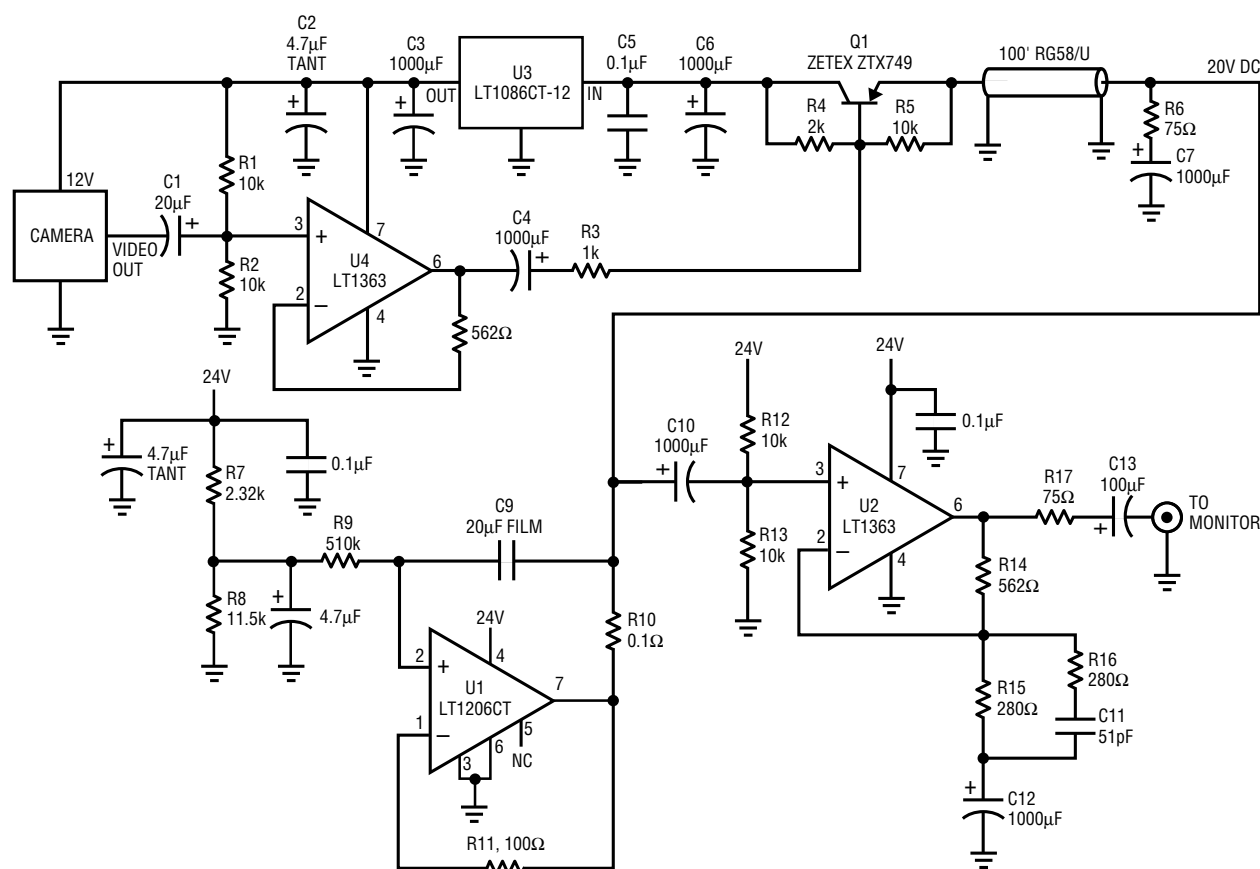 C2
4.7µF
TANT
C3
1000µF
OUT
U3
LT1086CT-12
IN
C5
0.1µF
C6
1000µF
Q1
ZETEX ZTX749
100' RG58/U
20V DC
+
+
+
R4
2k
R5
10k
R6
75Ω
+
C7
1000µF
R1
10k
12V
CAMERA
VIDEO
OUT
C1
20µF
+
R2
10k
3
+
7
U4
LT1363
6
2
–
4
C4
1000µF
+
R3
1k
562Ω
24V
+
4.7µF
TANT
R7
2.32k
0.1µF
R9
510k
C9
20µF FILM
R8
11.5k
+
4.7µF
24V
2
+
4
U1
LT1206CT
7
1
–
3
6
5
NC
R10
0.1Ω
R11, 100Ω
24V
R12
10k
C10
1000µF
+
R13
10k
24V
0.1µF
3
+
7
U2
LT1363
6
2
–
4
R17
75Ω
C13
100µF
+
TO
MONITOR
R14
562Ω
R16
280Ω
R15
280Ω
C11
51pF
+
C12
1000µF